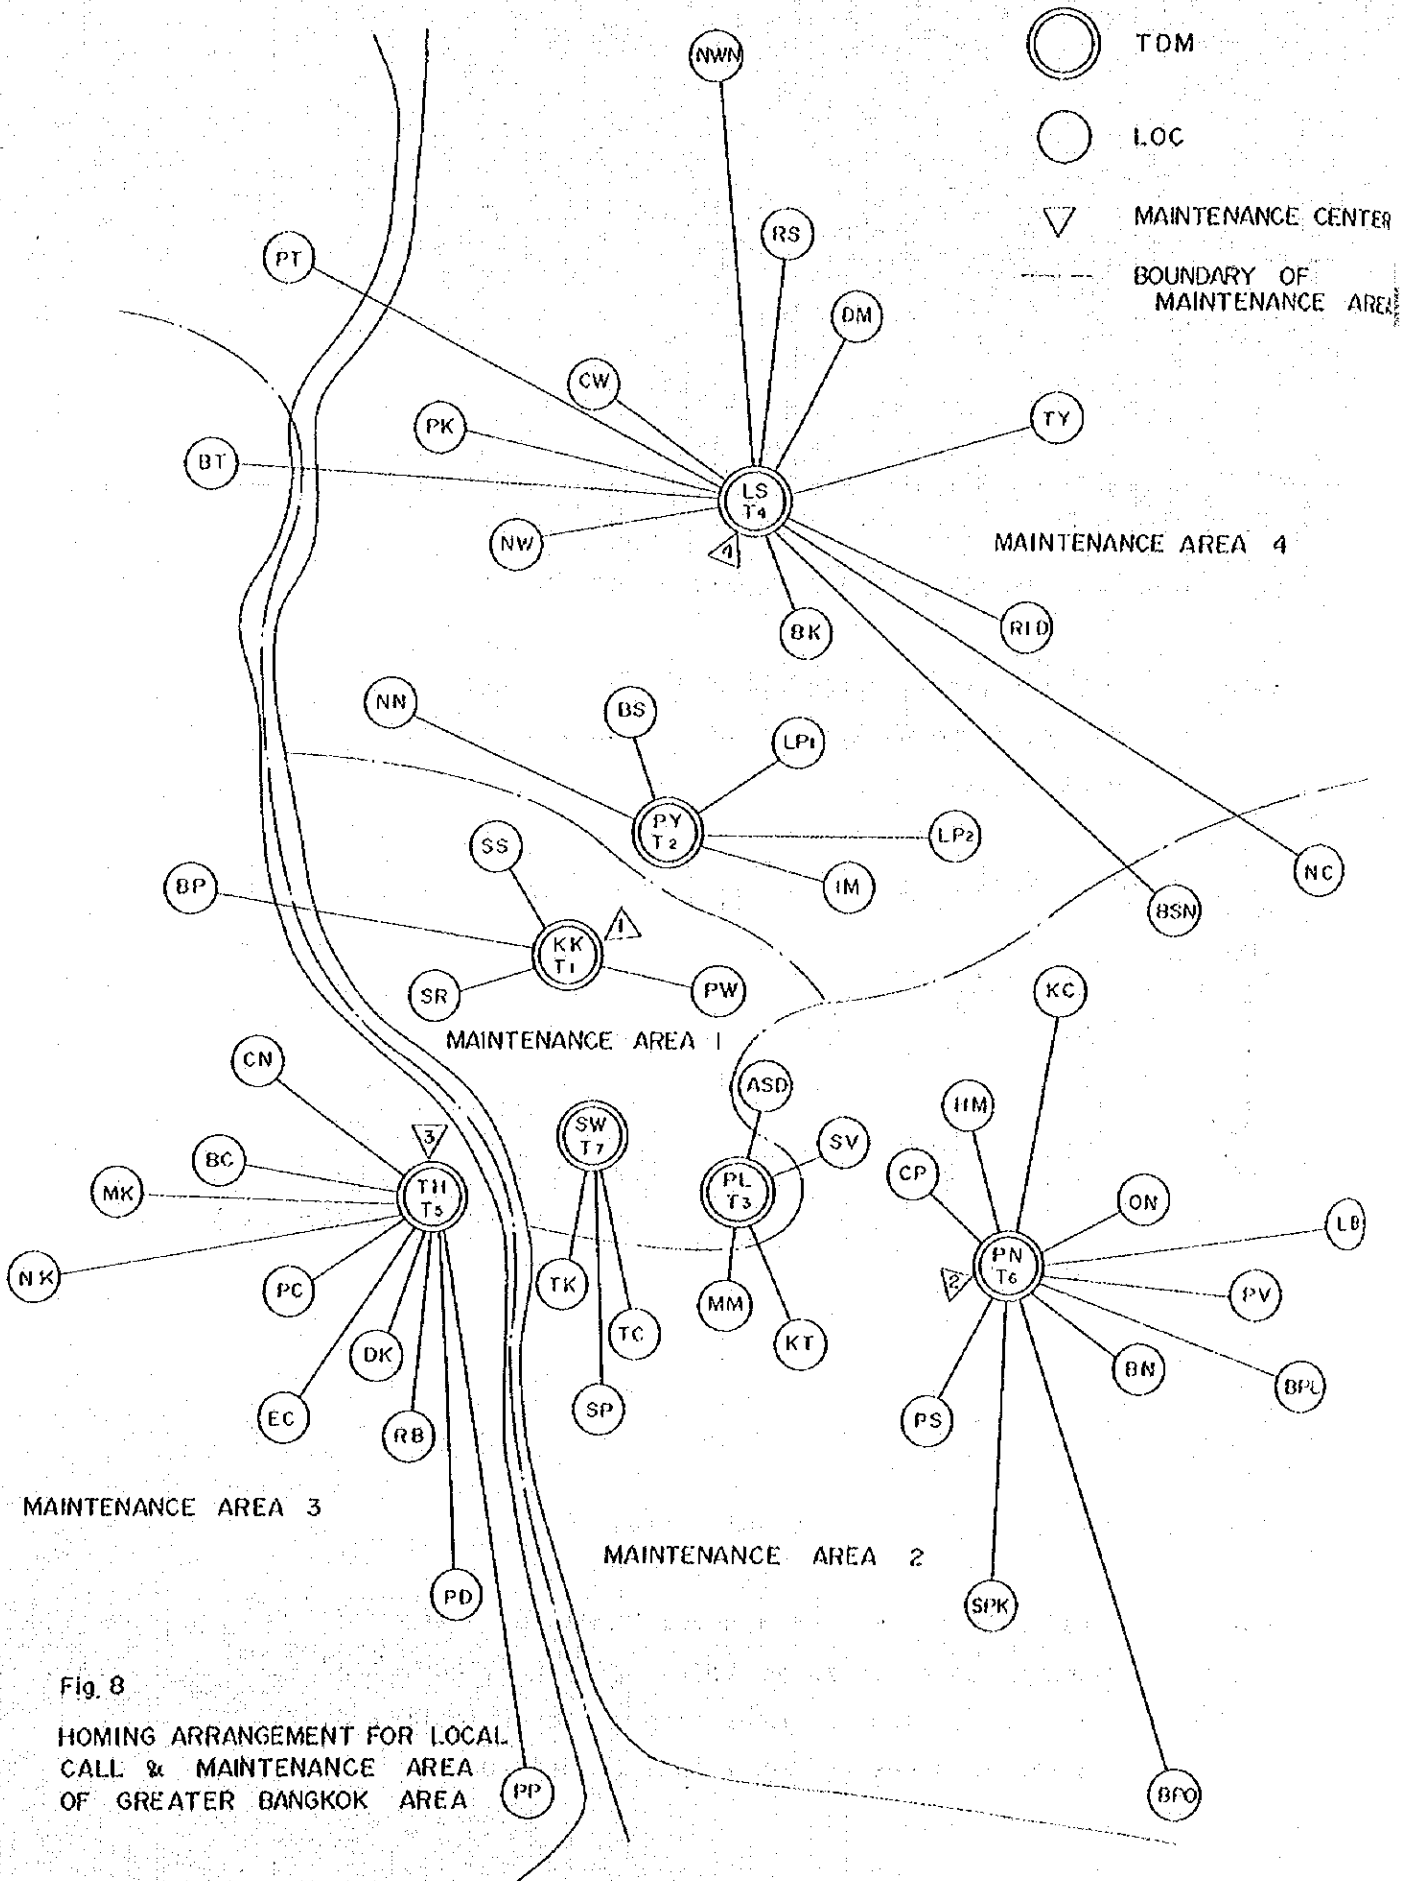 NWN
TDM
LOC
MAINTENANCE CENTER
BOUNDARY OF
MAINTENANCE AREA
RS
PT
DM
CW
PK
TY
BT
LS
T4
NW
4
MAINTENANCE AREA 4
BK
RID
NN
BS
LP1
PY
T2
LP2
SS
IM
BP
NC
BSN
1
KK
T1
SR
PW
KC
MAINTENANCE AREA 1
CN
ASD
HM
SW
T7
SV
3
BC
CP
MK
TH
T5
PL
T3
ON
LB
NK
PC
TK
2
PN
T6
PV
MM
TC
KT
DK
BN
BPL
EC
SP
PS
RB
MAINTENANCE AREA 3
MAINTENANCE AREA 2
PD
SPK
Fig. 8
HOMING ARRANGEMENT FOR LOCAL
CALL & MAINTENANCE AREA
OF GREATER BANGKOK AREA
PP